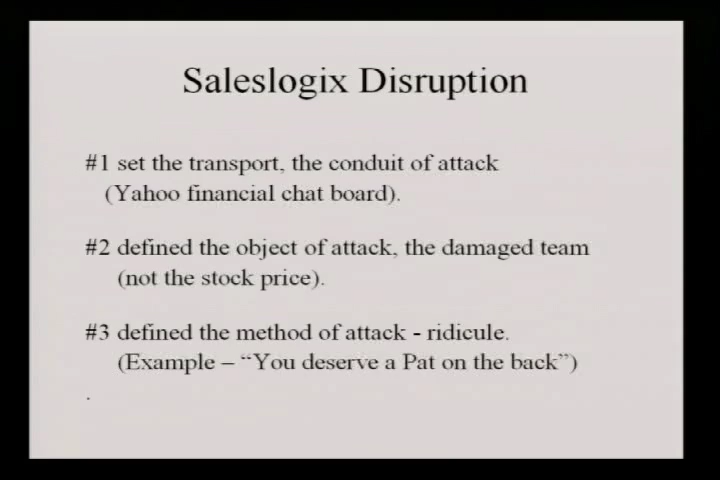 Saleslogix Disruption
#1 set the transport, the conduit of attack
(Yahoo financial chat board).
#2 defined the object of attack, the damaged team
(not the stock price).
#3 defined the method of attack - ridicule.
(Example – “You deserve a Pat on the back”)
.